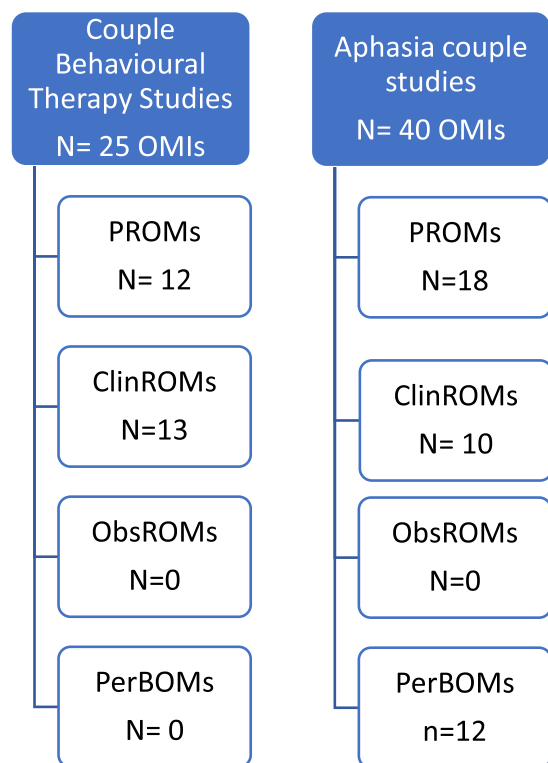 Couple
Behavioural
Therapy Studies
N= 25 OMIs
PROMs
N= 12
ClinROMs
N=13
ObsROMs
N=0
PerBOMs
N= 0
Aphasia couple
studies
N= 40 OMIs
PROMs
N=18
ClinROMs
N= 10
ObsROMs
N=0
PerBOMs
n=12